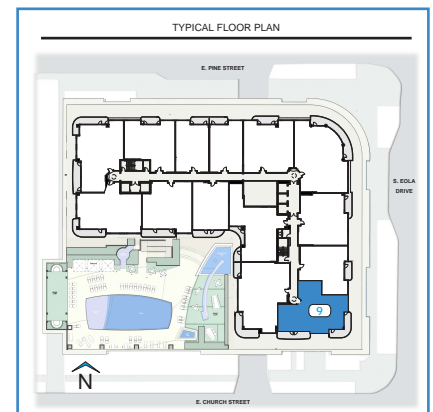 TYPICAL FLOOR PLAN
E. PINE STREET
S. EOLA
DRIVE
9
N
E. CHURCH STREET